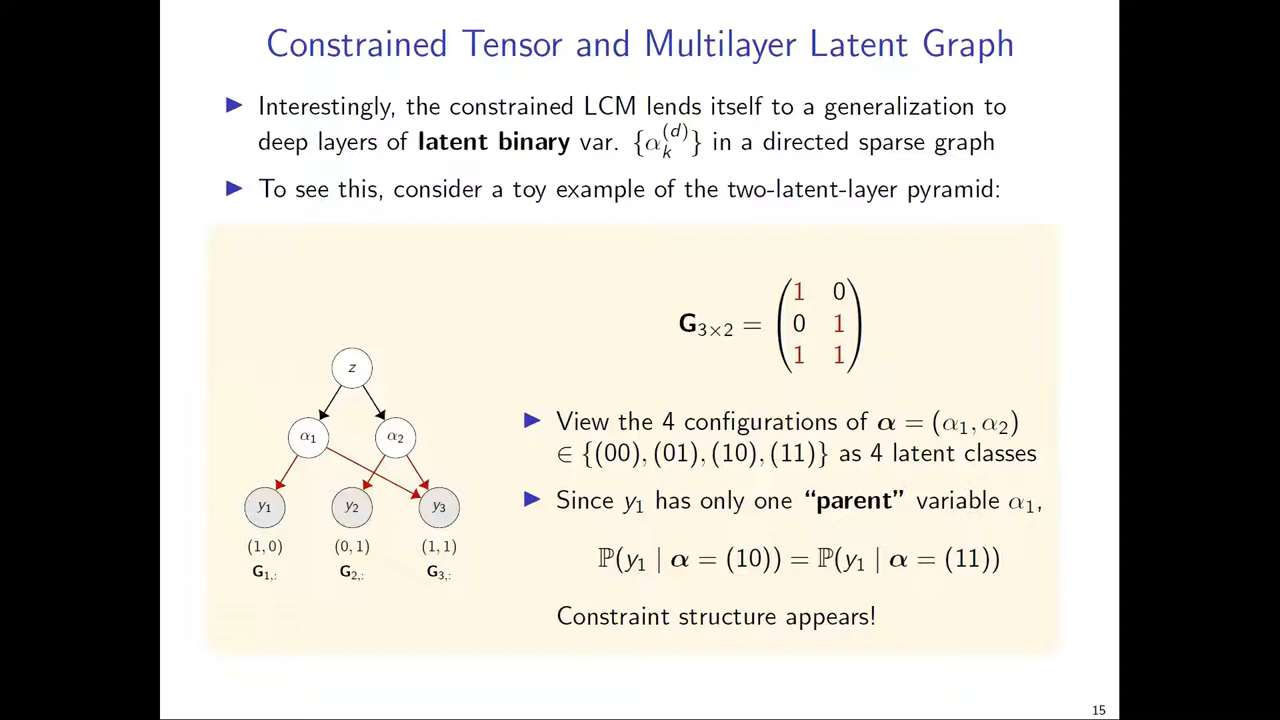 Constrained Tensor and Multilayer Latent Graph
▶ Interestingly, the constrained LCM lends itself to a generalization to
deep layers of latent binary var. {α_k^{(d)}} in a directed sparse graph
▶ To see this, consider a toy example of the two-latent-layer pyramid:
z
α₁ α₂
y₁ y₂ y₃
(1, 0) (0, 1) (1, 1)
G₁,: G₂,: G₃,:
G₃ₓ₂ =
1 0
0 1
1 1
▶ View the 4 configurations of α = (α₁, α₂)
∈ {(00), (01), (10), (11)} as 4 latent classes
▶ Since y₁ has only one “parent” variable α₁,
ℙ(y₁ | α = (10)) = ℙ(y₁ | α = (11))
Constraint structure appears!
15